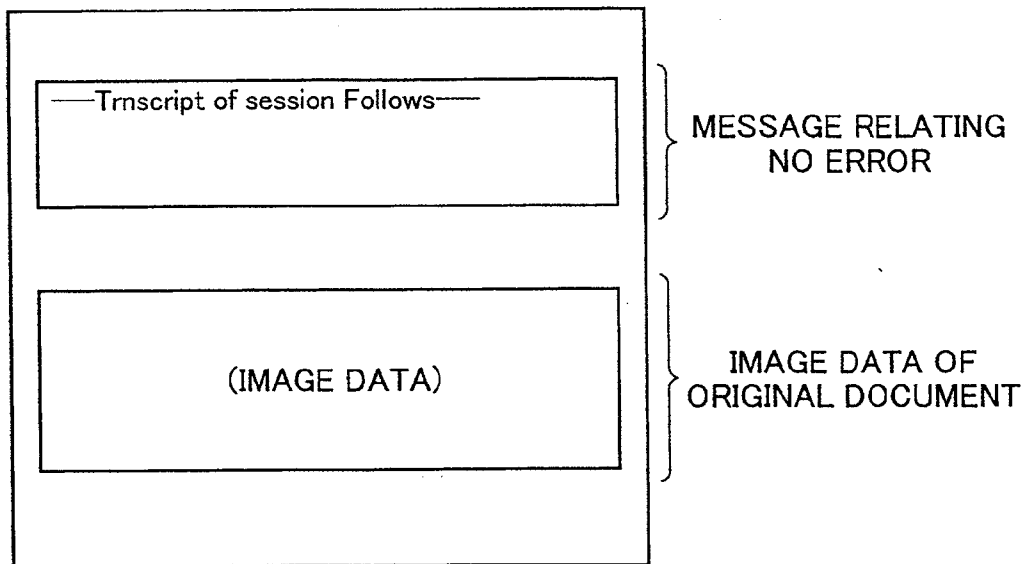 ——Trnscript of session Follows——
MESSAGE RELATING
NO ERROR
(IMAGE DATA)
IMAGE DATA OF
ORIGINAL DOCUMENT